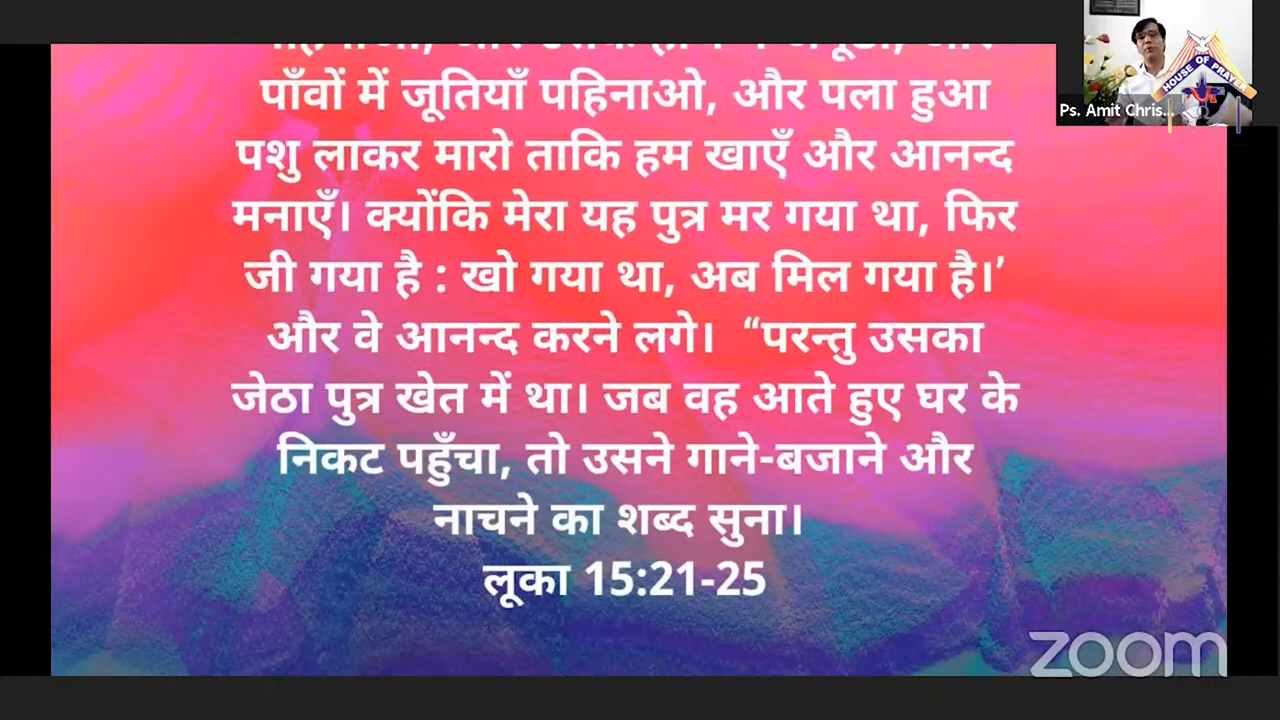 पाँवों में जूतियाँ पहिनाओ, और पला हुआ
पशु लाकर मारो ताकि हम खाएँ और आनन्द
मनाएँ। क्योंकि मेरा यह पुत्र मर गया था, फिर
जी गया है : खो गया था, अब मिल गया है।’
और वे आनन्द करने लगे। “परन्तु उसका
जेठा पुत्र खेत में था। जब वह आते हुए घर के
निकट पहुँचा, तो उसने गाने-बजाने और
नाचने का शब्द सुना।
लूका 15:21-25
HOUSE OF PRAYER
Ps. Amit Chris...
zoom